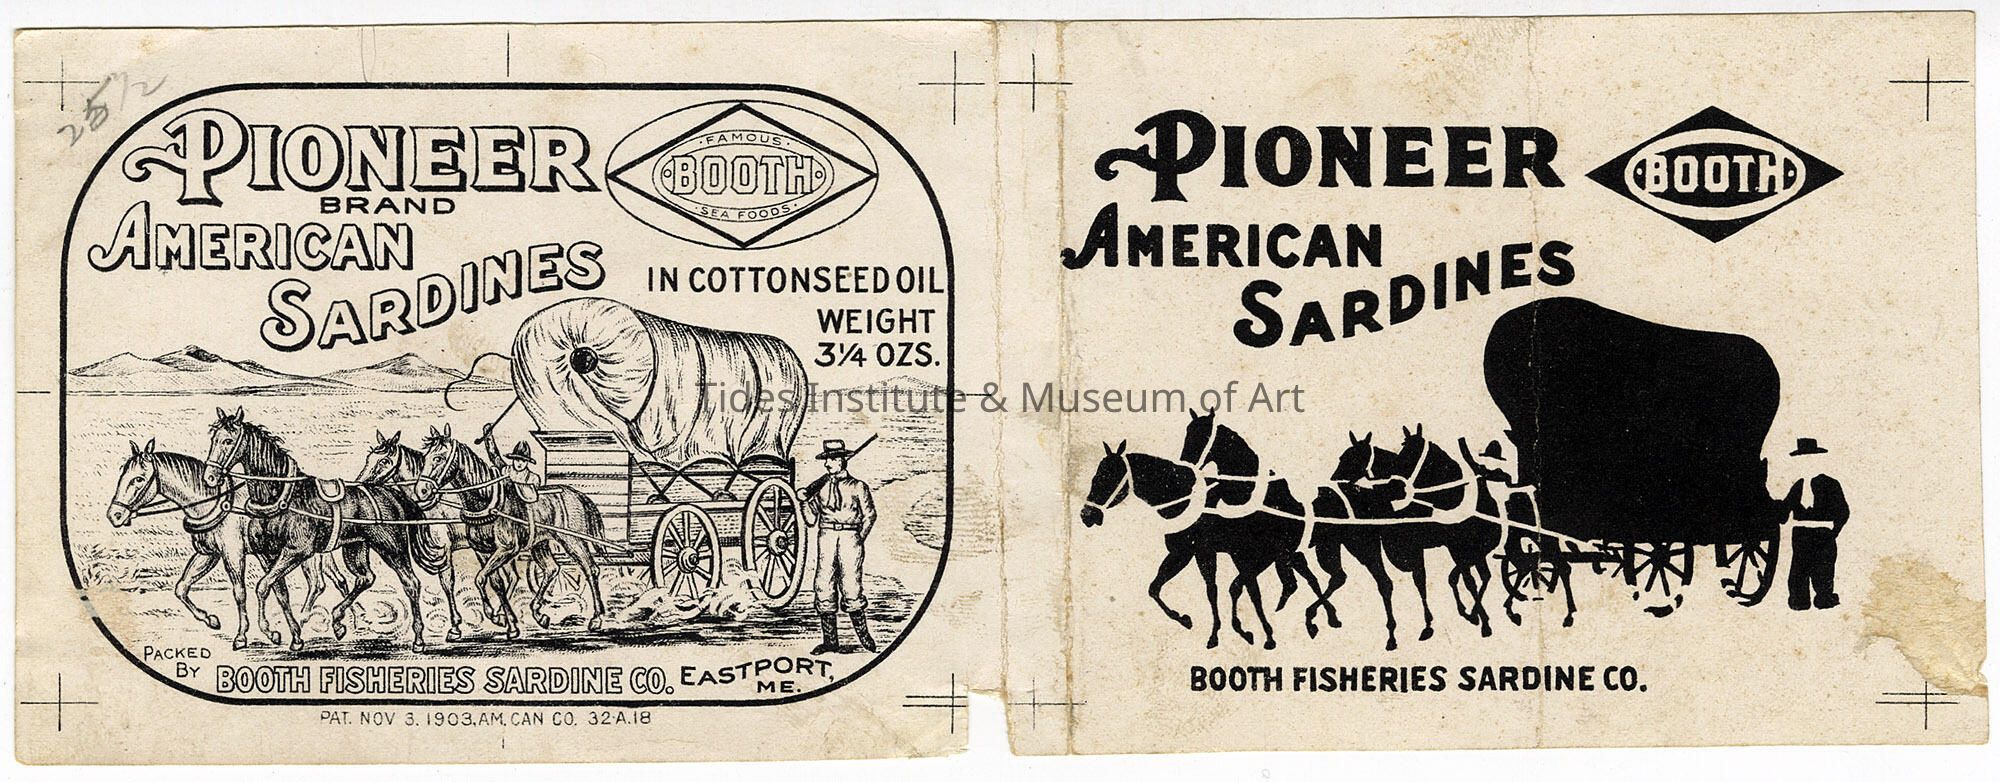 25 1/2
PIONEER
BRAND
AMERICAN
SARDINES
·FAMOUS·
BOOTH
·SEA FOODS·
IN COTTONSEED OIL
WEIGHT
3 1/4 OZS.
PACKED
BY BOOTH FISHERIES SARDINE CO. EASTPORT,
ME.
PAT. NOV 3. 1903. AM. CAN CO. 32·A.18
PIONEER
BOOTH
AMERICAN
SARDINES
BOOTH FISHERIES SARDINE CO.
Tides Institute & Museum of Art